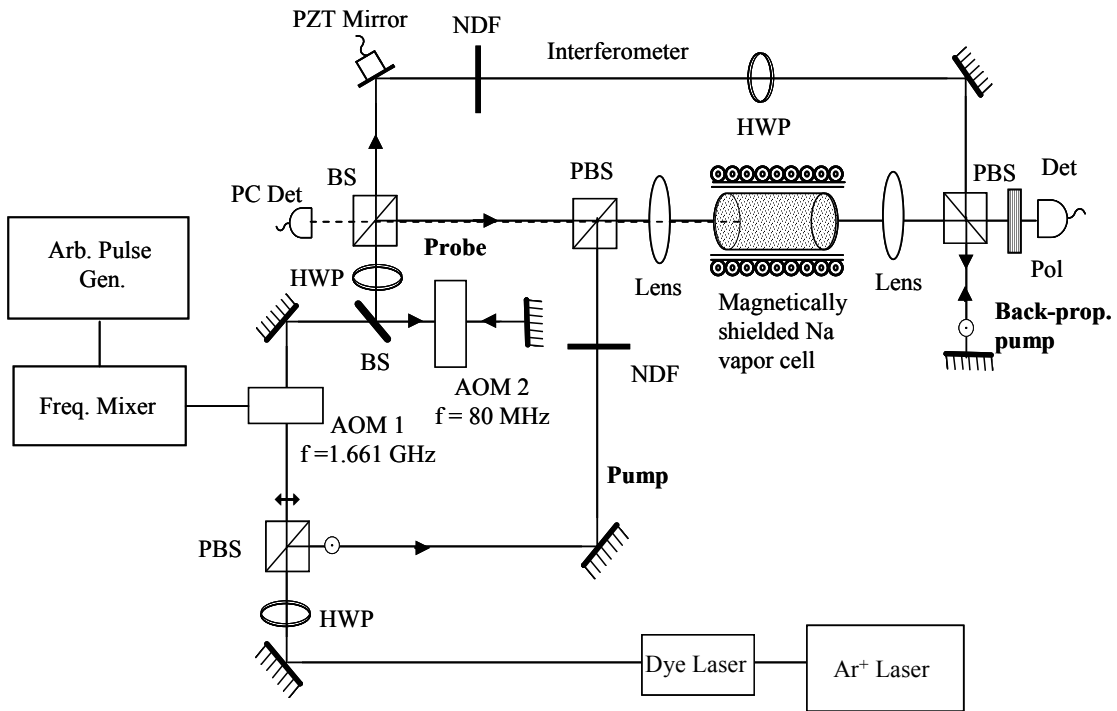 PZT Mirror
NDF
Interferometer
HWP
BS
PBS
PBS
Det
PC Det
Probe
Arb. Pulse
Gen.
HWP
Lens
Lens
Pol
Magnetically
shielded Na
vapor cell
Back-prop.
pump
BS
NDF
AOM 2
f = 80 MHz
Freq. Mixer
AOM 1
f =1.661 GHz
Pump
PBS
HWP
Dye Laser
Ar+ Laser